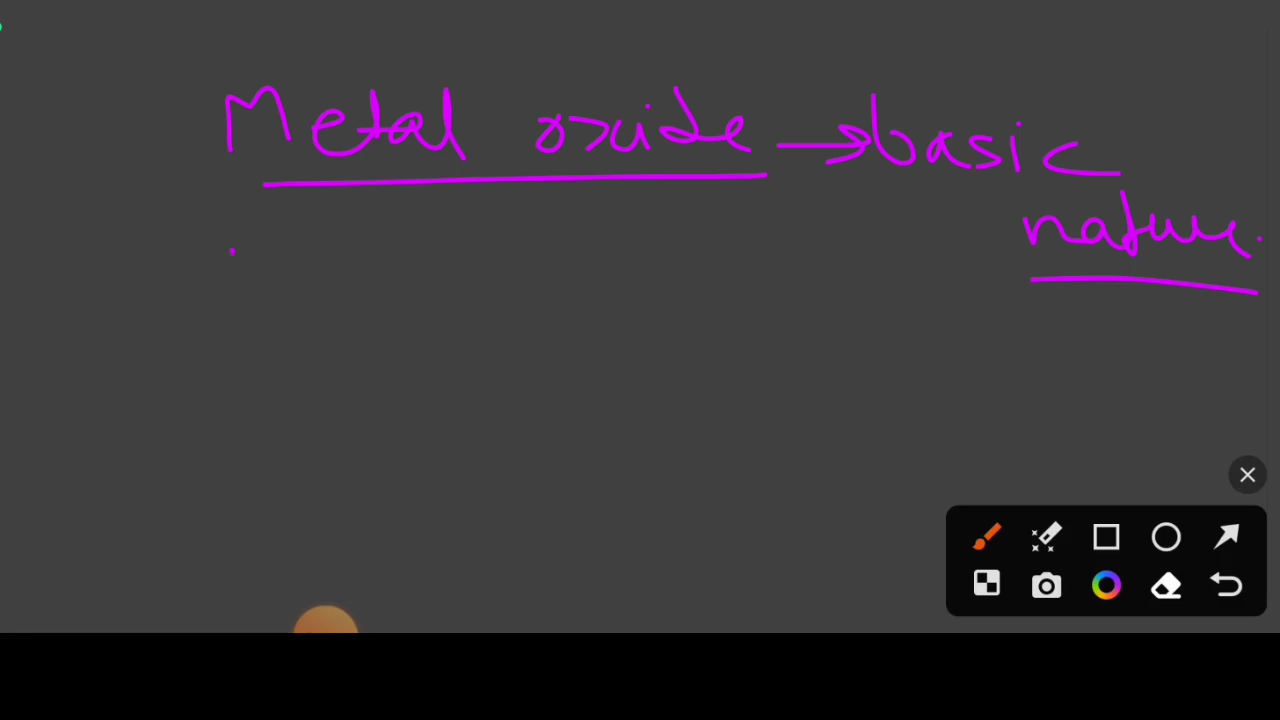 Metal oxide → basic
nature.